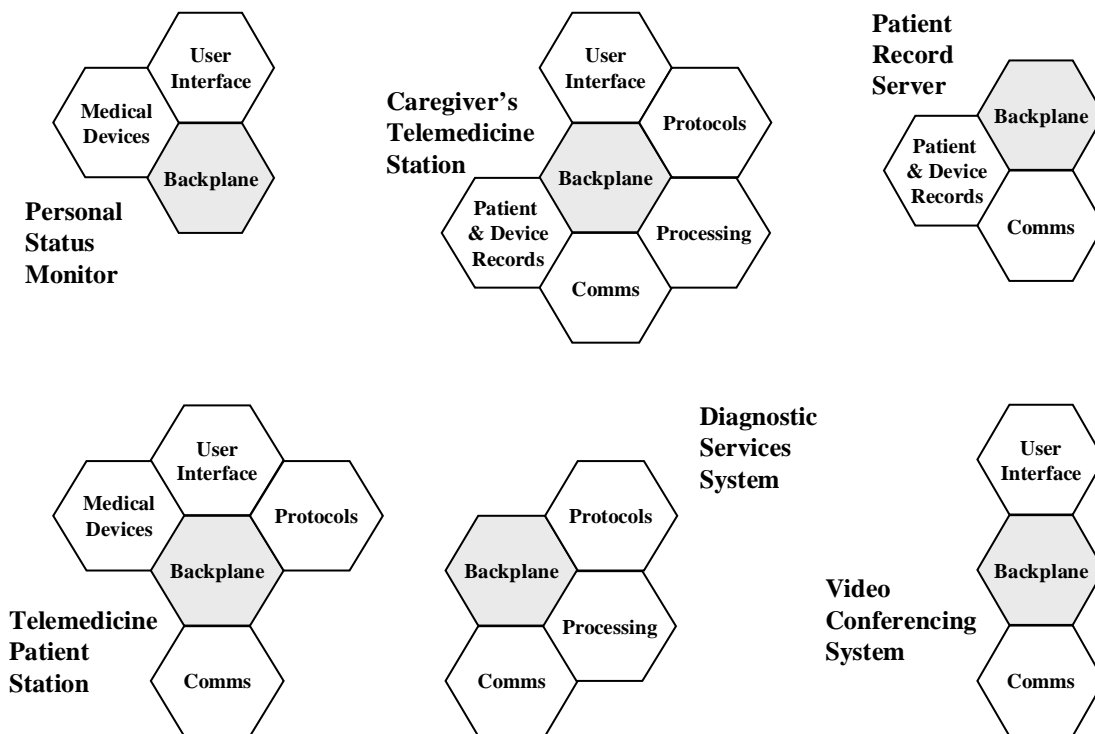 User
Interface
Medical
Devices
Backplane
Personal
Status
Monitor
Caregiver’s
Telemedicine
Station
User
Interface
Protocols
Backplane
Patient
& Device
Records
Processing
Comms
Patient
Record
Server
Backplane
Patient
& Device
Records
Comms
User
Interface
Medical
Devices
Protocols
Backplane
Telemedicine
Patient
Station
Comms
Diagnostic
Services
System
Protocols
Backplane
Processing
Comms
User
Interface
Backplane
Video
Conferencing
System
Comms